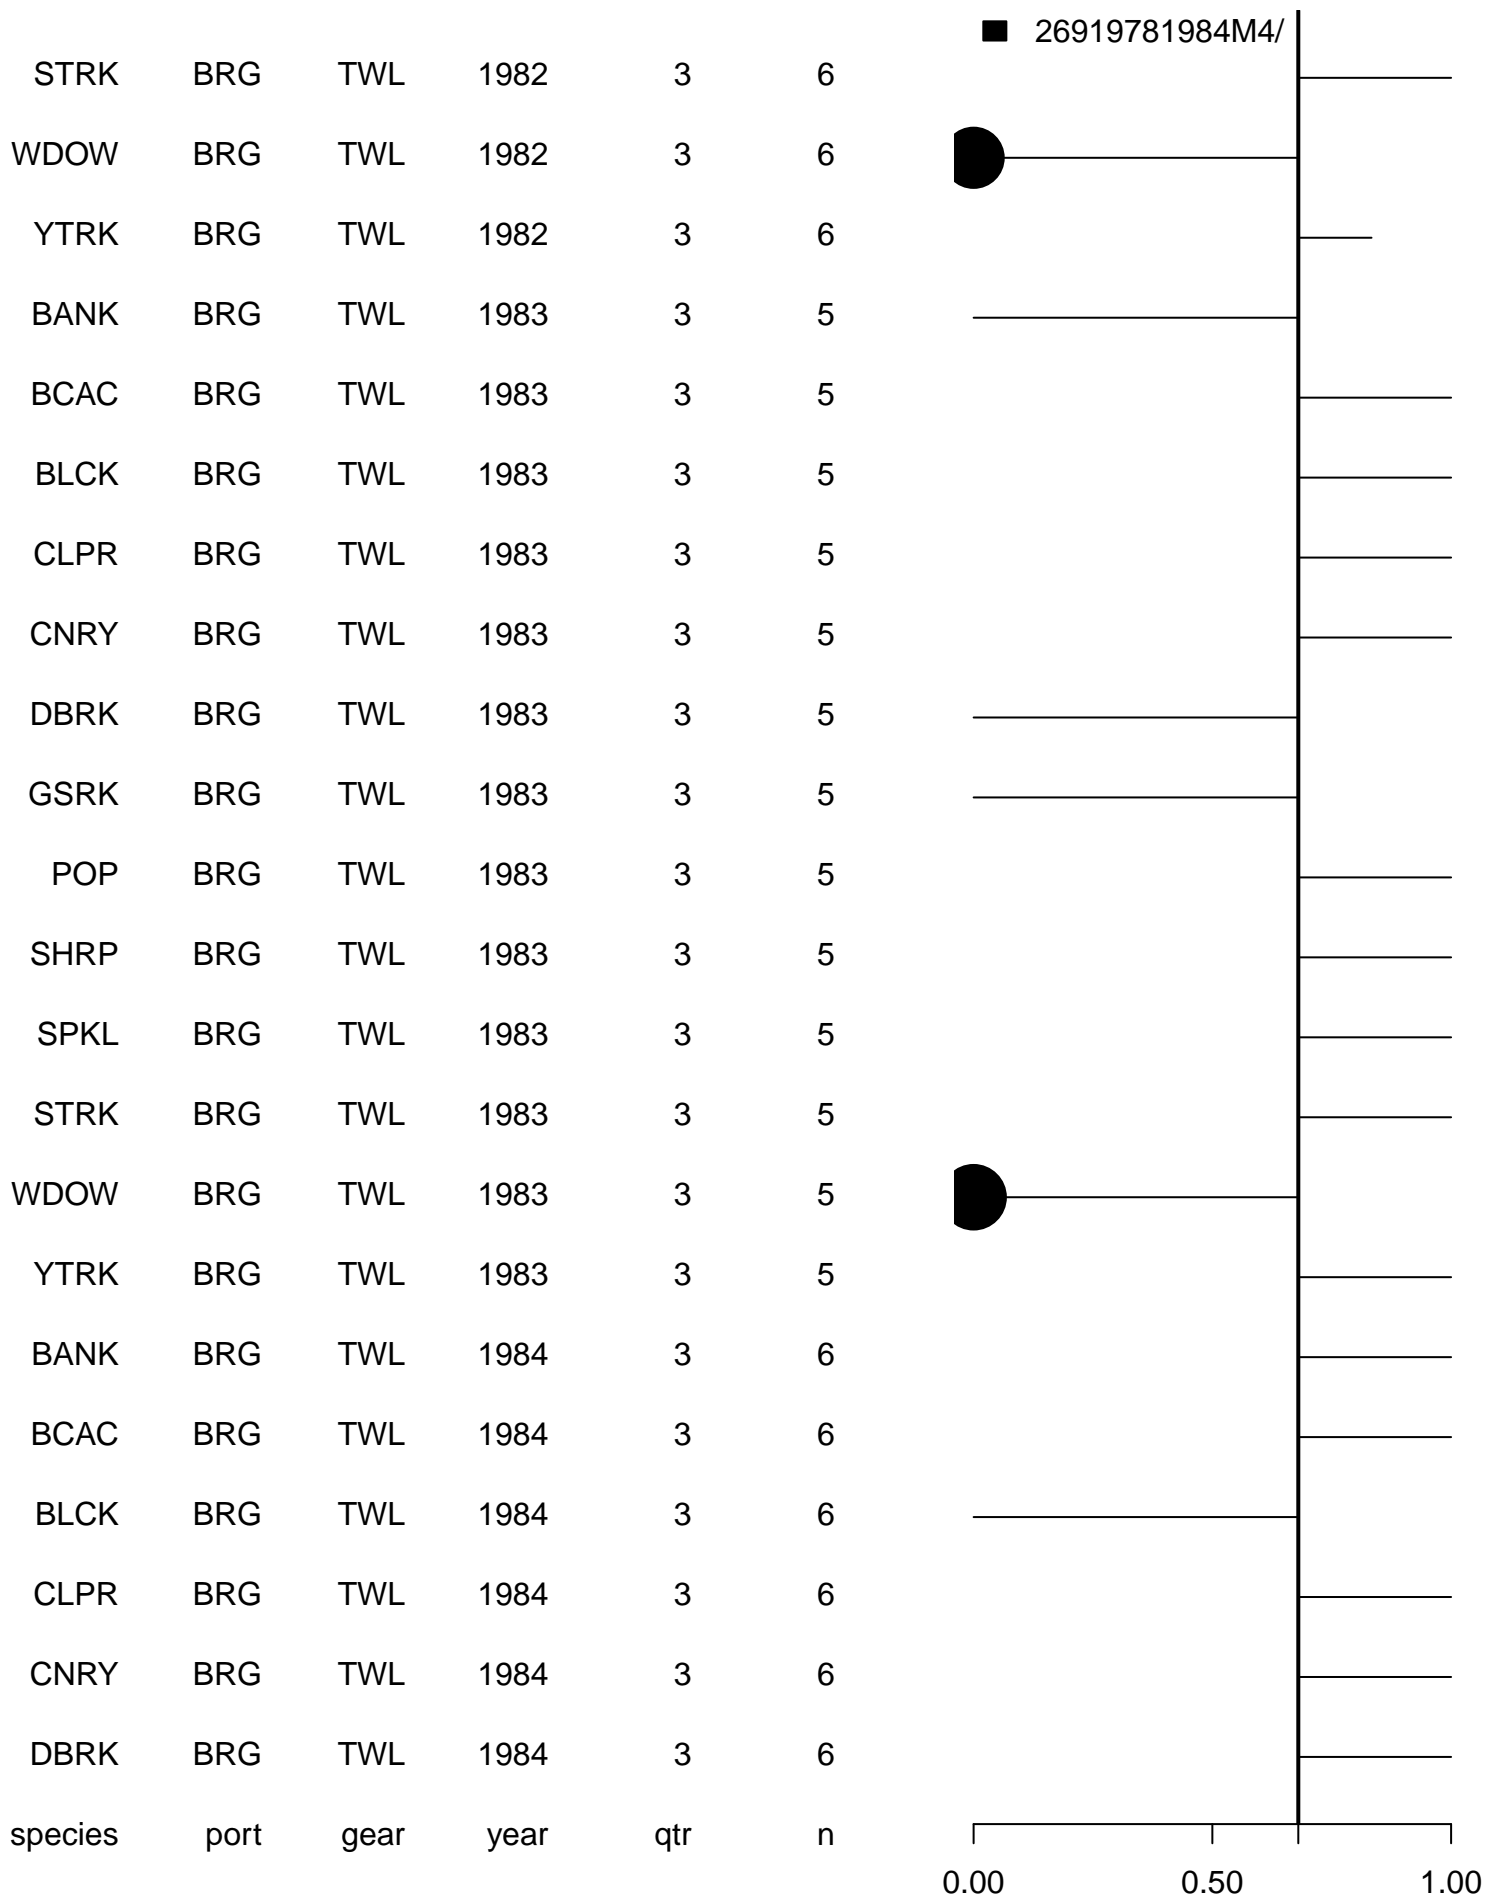 26919781984M4/
STRK BRG TWL 1982 3 6
WDOW BRG TWL 1982 3 6
YTRK BRG TWL 1982 3 6
BANK BRG TWL 1983 3 5
BCAC BRG TWL 1983 3 5
BLCK BRG TWL 1983 3 5
CLPR BRG TWL 1983 3 5
CNRY BRG TWL 1983 3 5
DBRK BRG TWL 1983 3 5
GSRK BRG TWL 1983 3 5
POP BRG TWL 1983 3 5
SHRP BRG TWL 1983 3 5
SPKL BRG TWL 1983 3 5
STRK BRG TWL 1983 3 5
WDOW BRG TWL 1983 3 5
YTRK BRG TWL 1983 3 5
BANK BRG TWL 1984 3 6
BCAC BRG TWL 1984 3 6
BLCK BRG TWL 1984 3 6
CLPR BRG TWL 1984 3 6
CNRY BRG TWL 1984 3 6
DBRK BRG TWL 1984 3 6
species port gear year qtr n
0.00 0.50 1.00